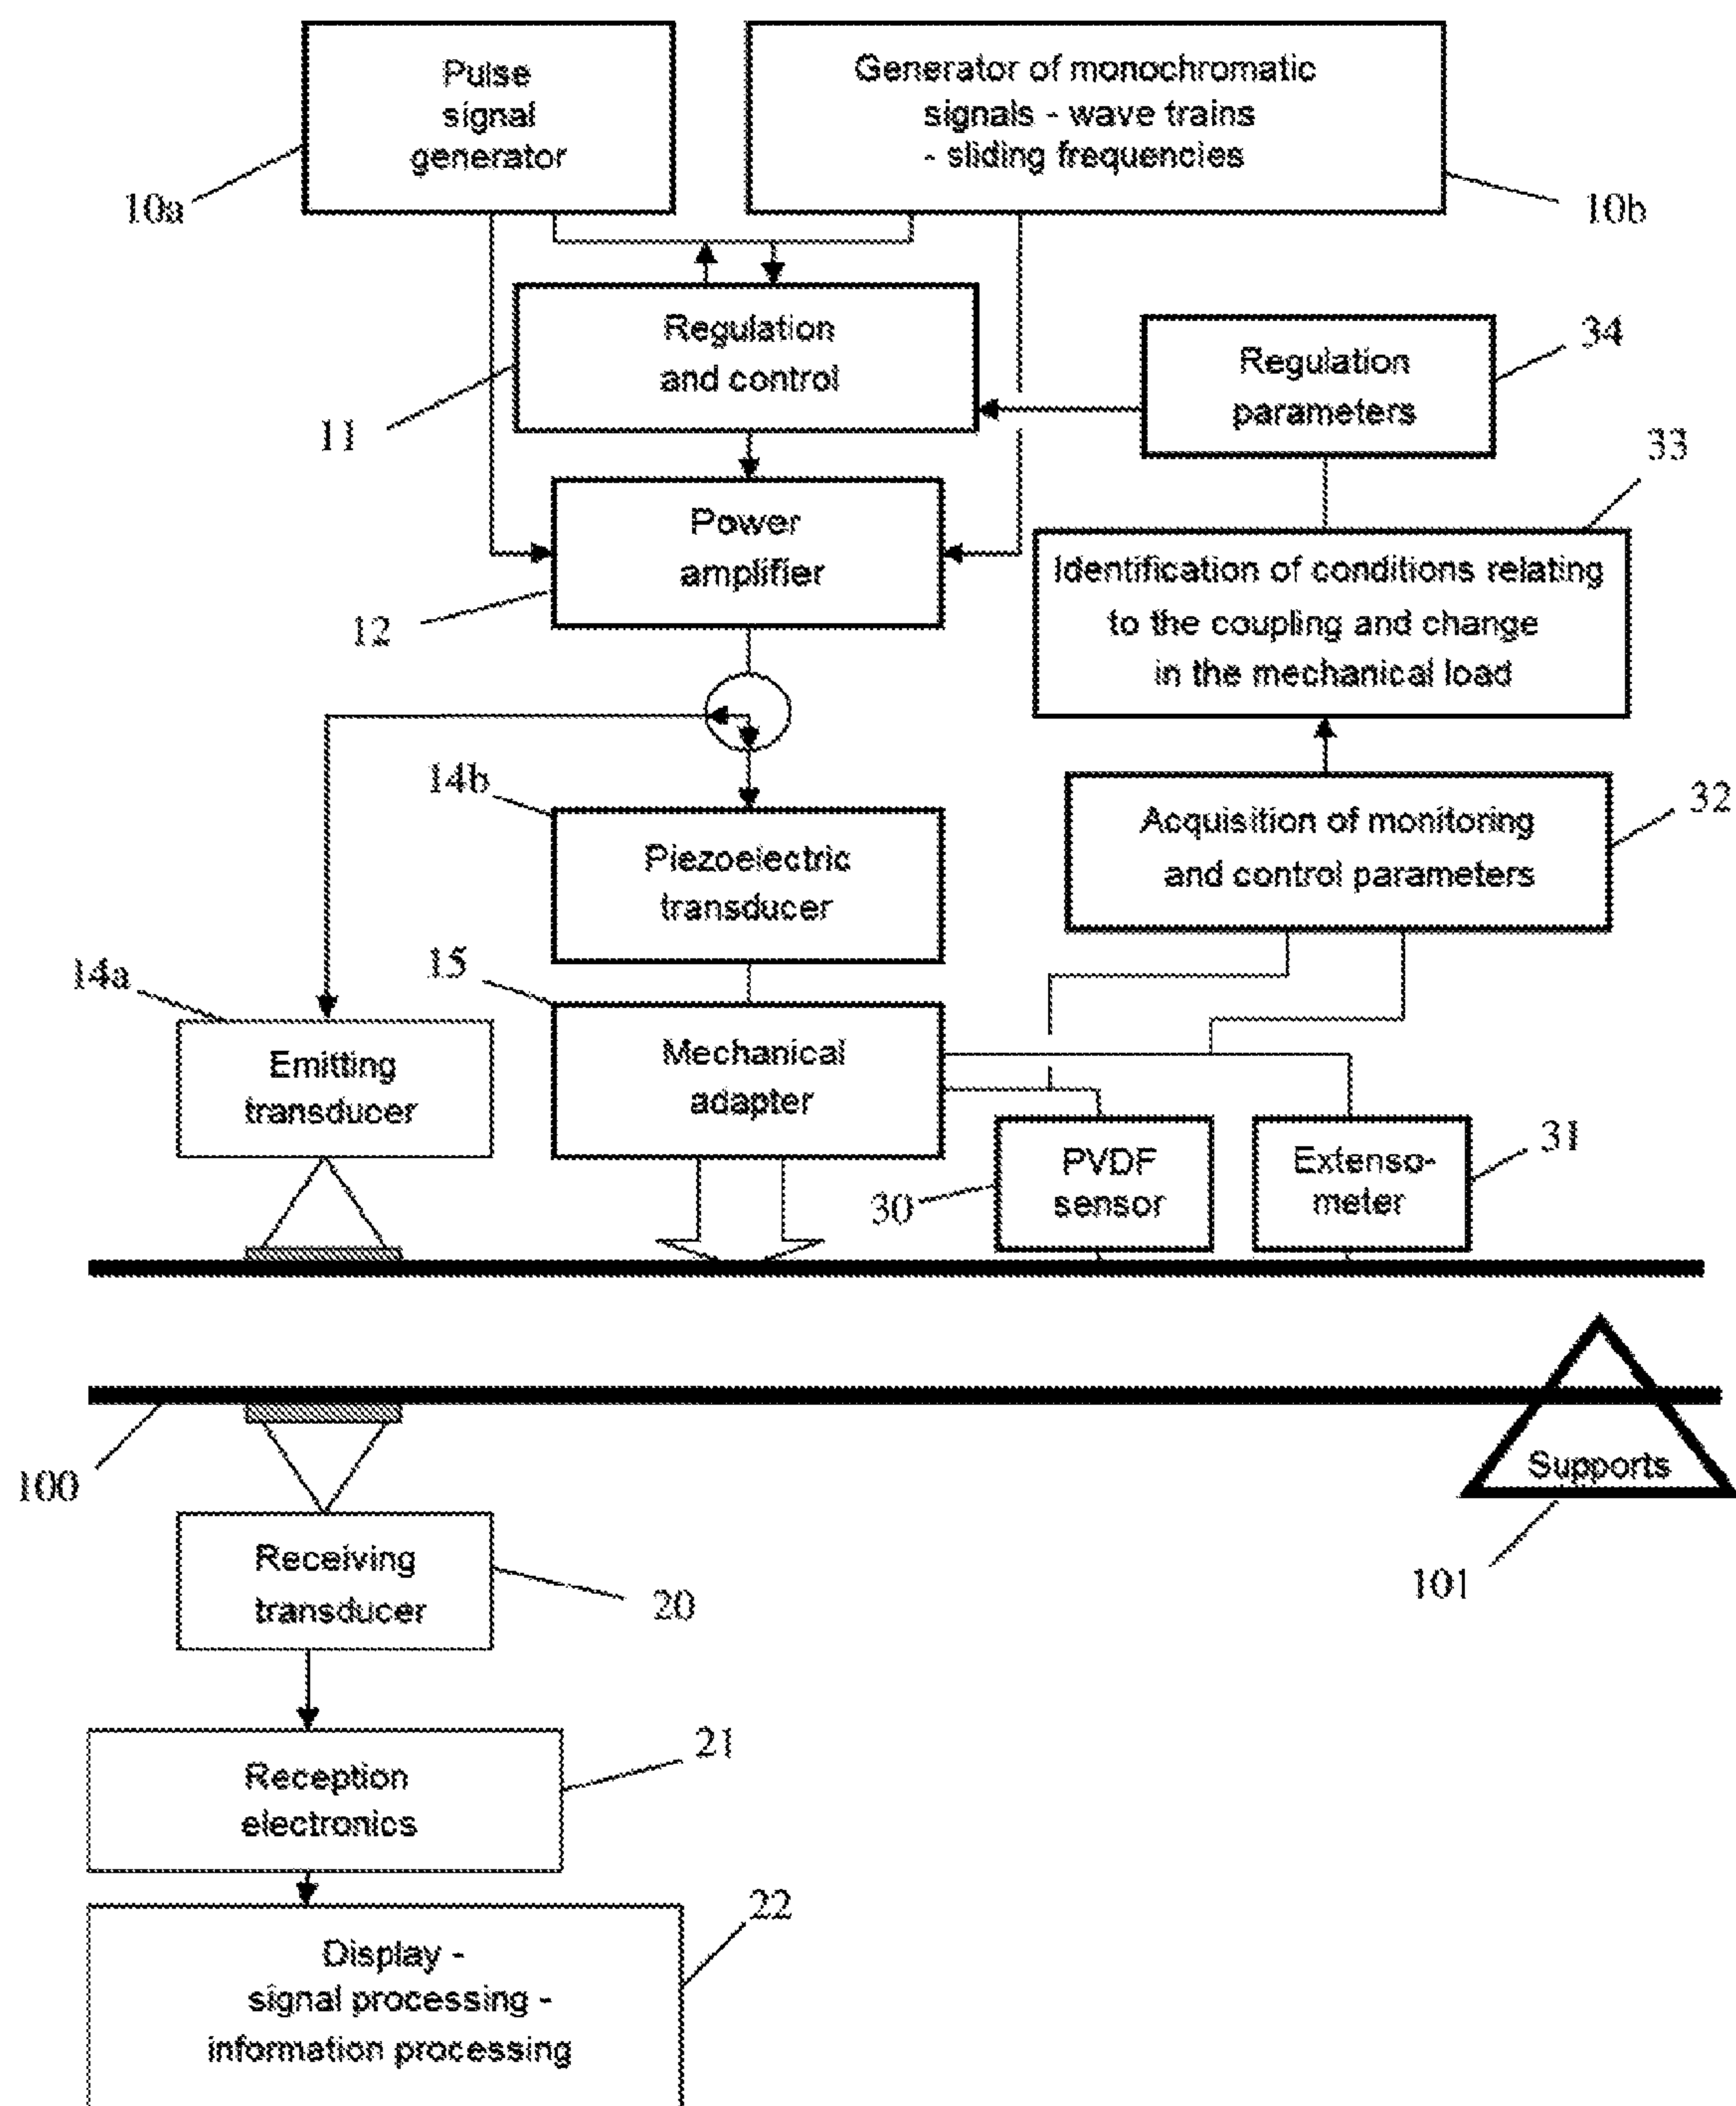 Pulse
signal
generator
Generator of monochromatic
signals - wave trains
- sliding frequencies
10a
10b
Regulation
and control
11
Regulation
parameters
34
33
Power
amplifier
12
Identification of conditions relating
to the coupling and change
in the mechanical load
14b
Piezoelectric
transducer
Acquisition of monitoring
and control parameters
32
14a
15
Emitting
transducer
Mechanical
adapter
PVDF
sensor
30
Extenso-
meter
31
100
Supports
101
Receiving
transducer
20
Reception
electronics
21
Display -
signal processing -
information processing
22